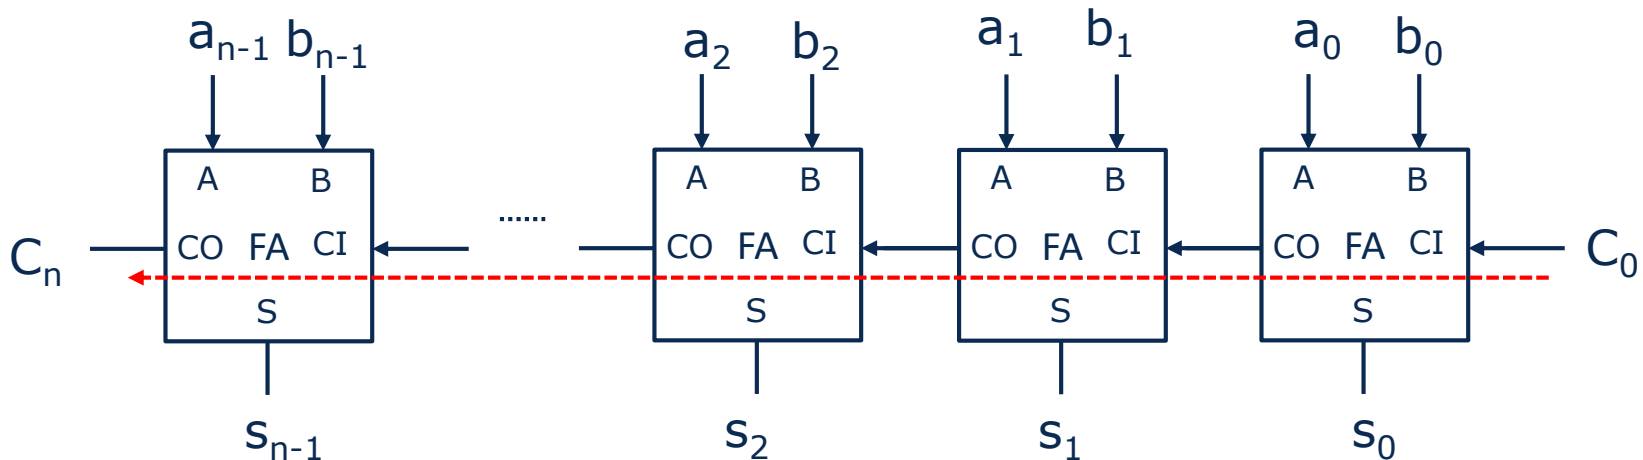 aₙ₋₁ bₙ₋₁ a₂ b₂ a₁ b₁ a₀ b₀
A B A B A B A B
Cₙ CO FA CI ...... CO FA CI CO FA CI CO FA CI C₀
S S S S
sₙ₋₁ s₂ s₁ s₀